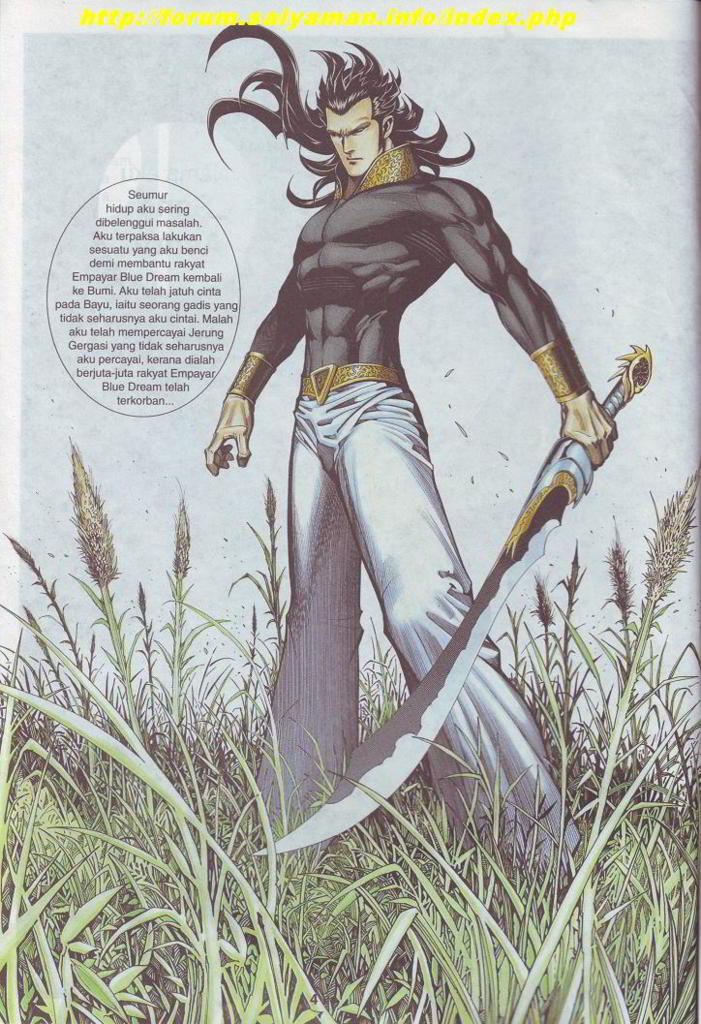 http://forum.saiyaman.info/index.php
Seumur
hidup aku sering
dibelenggui masalah.
Aku terpaksa lakukan
sesuatu yang aku benci
demi membantu rakyat
Empayar Blue Dream kembali
ke Bumi. Aku telah jatuh cinta
pada Bayu, iaitu seorang gadis yang
tidak seharusnya aku cintai. Malah
aku telah mempercayai Jerung
Gergasi yang tidak seharusnya
aku percayai, kerana dialah
berjuta-juta rakyat Empayar
Blue Dream telah
terkorban...
4